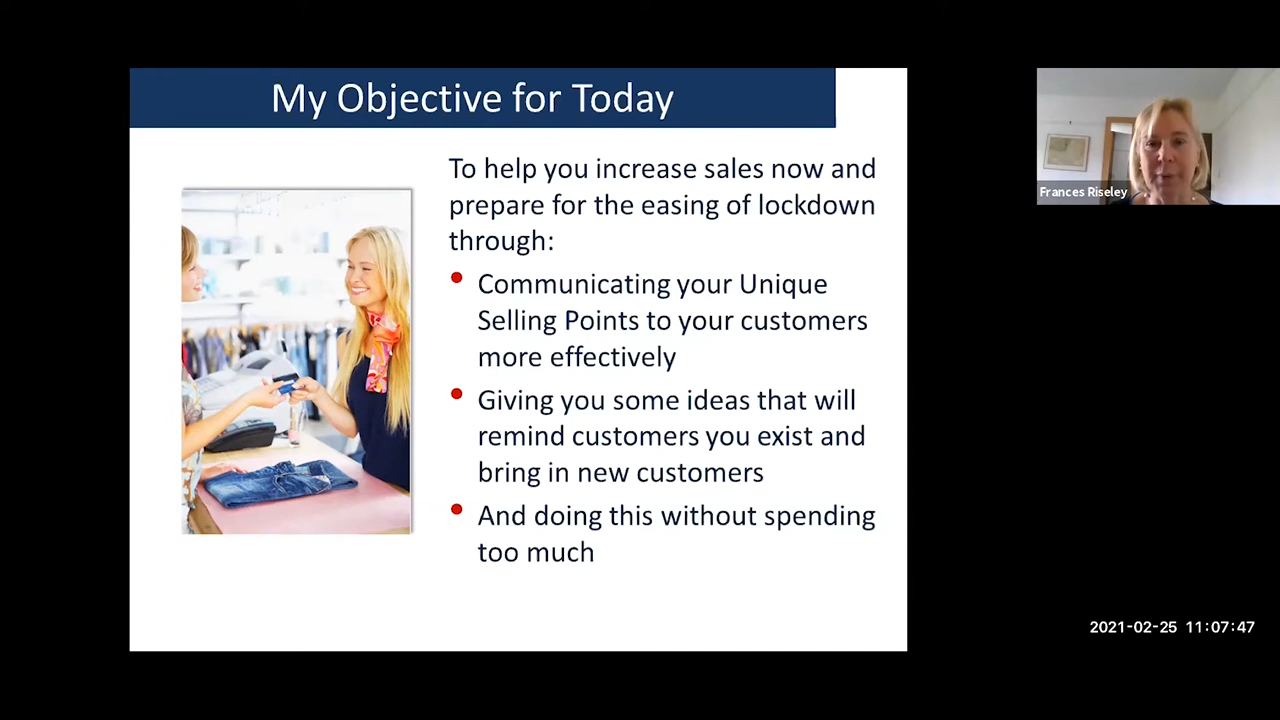 My Objective for Today
To help you increase sales now and
prepare for the easing of lockdown
through:
• Communicating your Unique
Selling Points to your customers
more effectively
• Giving you some ideas that will
remind customers you exist and
bring in new customers
• And doing this without spending
too much
Frances Riseley
2021-02-25 11:07:47